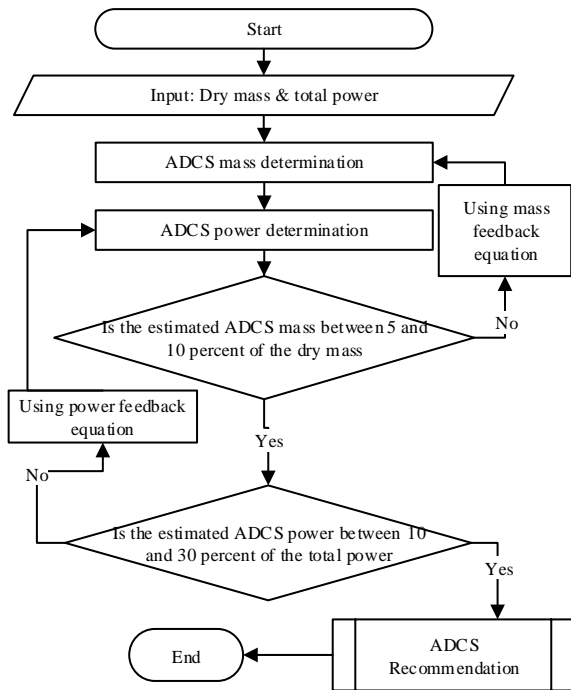 Start
Input: Dry mass & total power
ADCS mass determination
ADCS power determination
Using mass
feedback
equation
Is the estimated ADCS mass between 5 and
10 percent of the dry mass
No
Using power feedback
equation
Yes
No
Is the estimated ADCS power between 10
and 30 percent of the total power
Yes
End
ADCS
Recommendation